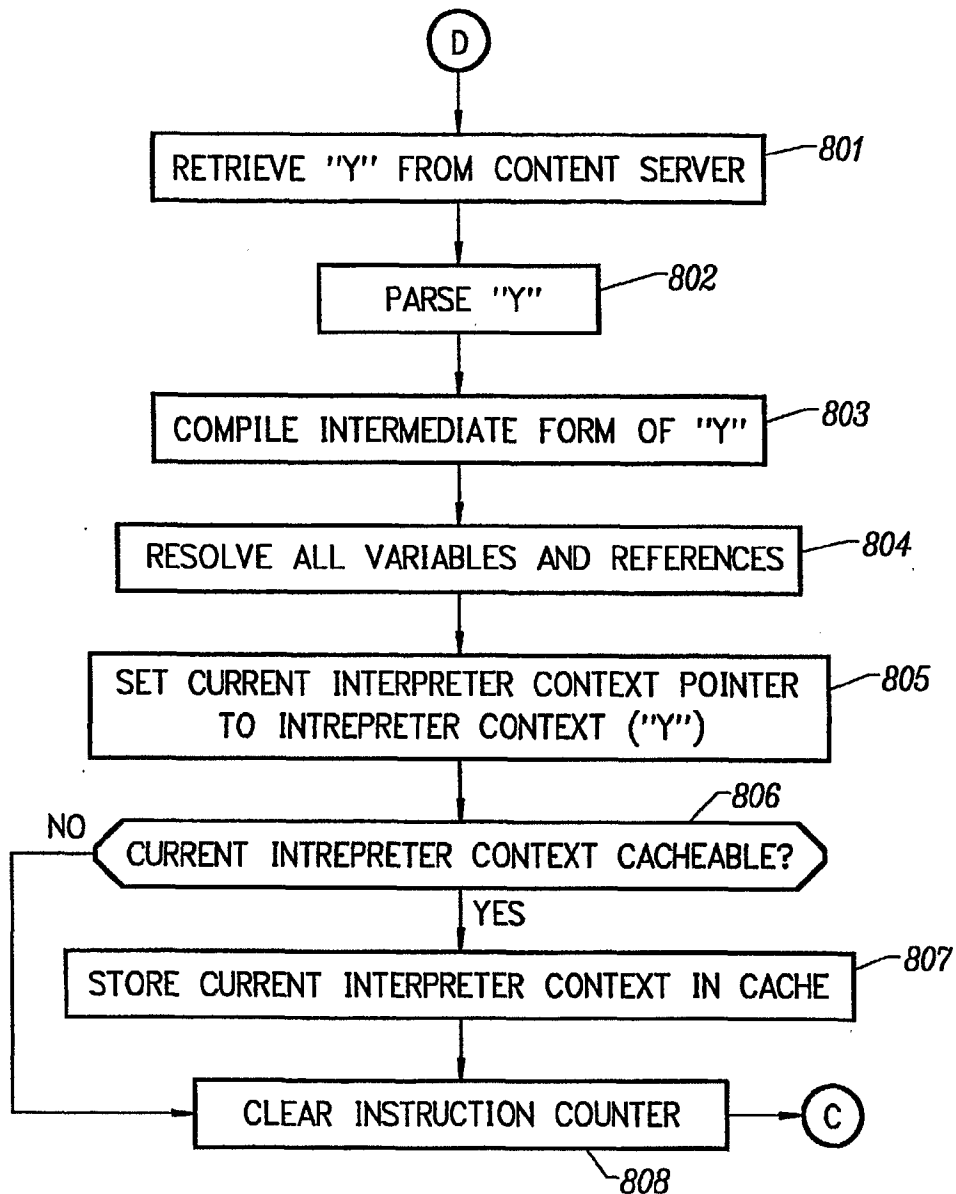 D
RETRIEVE "Y" FROM CONTENT SERVER
801
PARSE "Y"
802
COMPILE INTERMEDIATE FORM OF "Y"
803
RESOLVE ALL VARIABLES AND REFERENCES
804
SET CURRENT INTERPRETER CONTEXT POINTER
TO INTREPRETER CONTEXT ("Y")
805
806
NO
CURRENT INTREPRETER CONTEXT CACHEABLE?
YES
STORE CURRENT INTERPRETER CONTEXT IN CACHE
807
CLEAR INSTRUCTION COUNTER
C
808